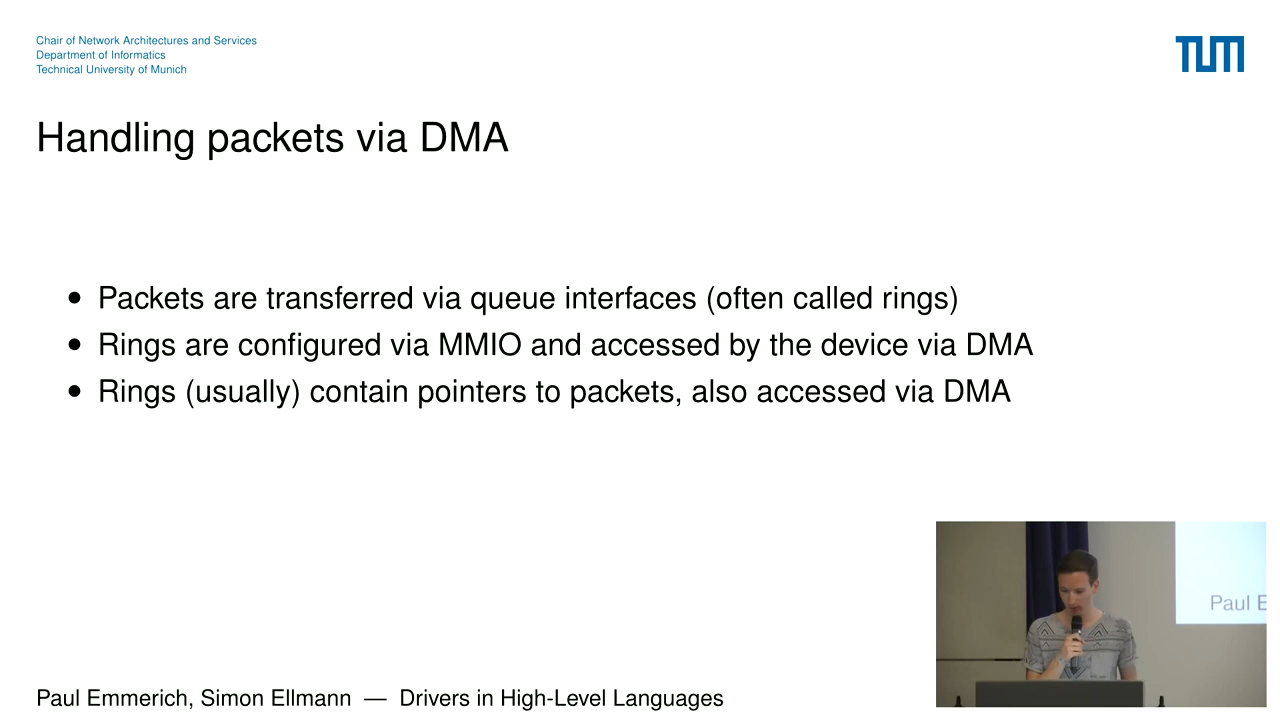 Chair of Network Architectures and Services
Department of Informatics
Technical University of Munich
TUM
Handling packets via DMA
• Packets are transferred via queue interfaces (often called rings)
• Rings are configured via MMIO and accessed by the device via DMA
• Rings (usually) contain pointers to packets, also accessed via DMA
Paul E
Paul Emmerich, Simon Ellmann — Drivers in High-Level Languages